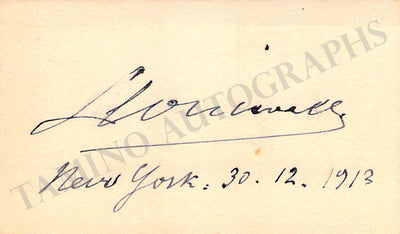 TAMINO AUTOGRAPHS
New York: 30. 12. 1913